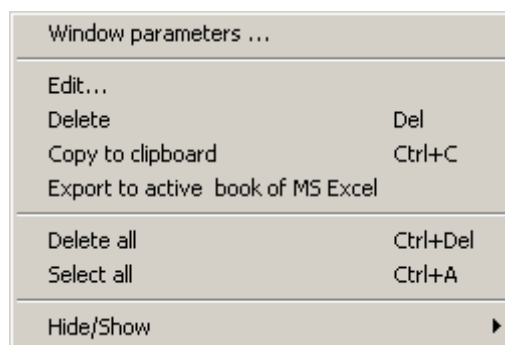 Window parameters ...
Edit...
Delete Del
Copy to clipboard Ctrl+C
Export to active book of MS Excel
Delete all Ctrl+Del
Select all Ctrl+A
Hide/Show